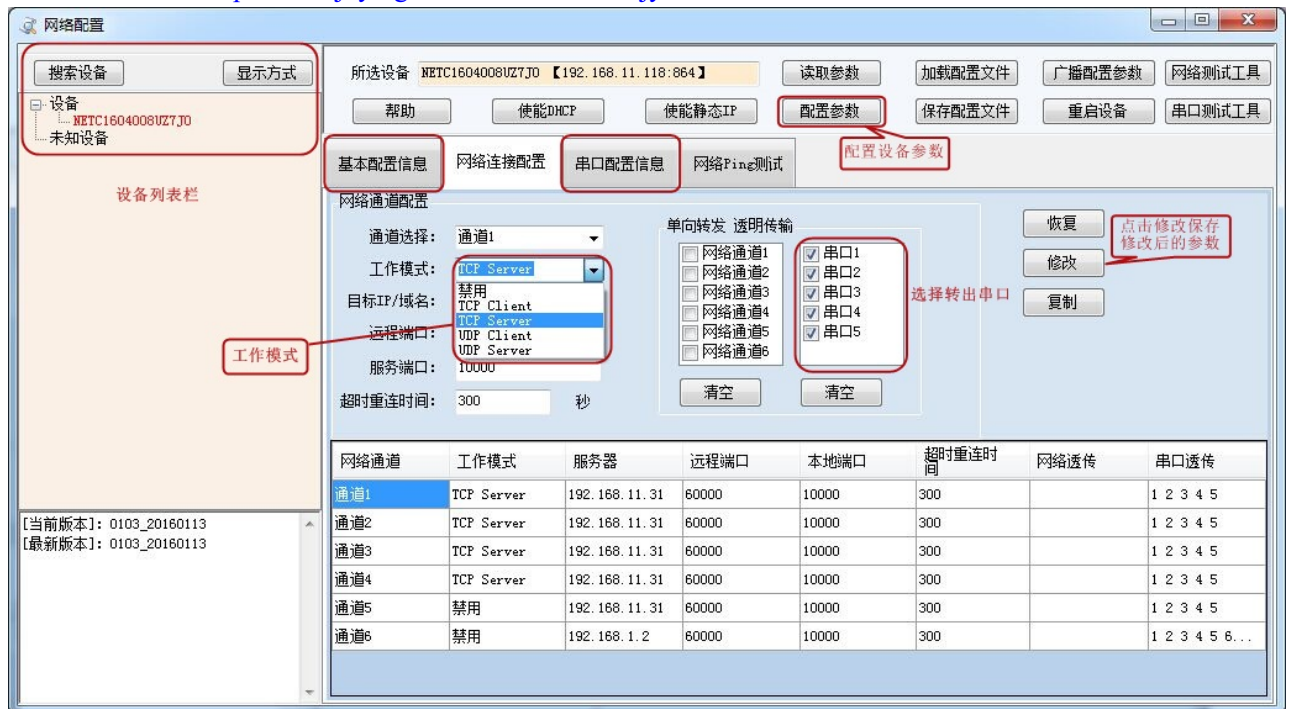 网络配置
搜索设备 显示方式
设备
NETC1604008UZ7J0
未知设备
设备列表栏
所选设备 NETC1604008UZ7J0 【192.168.11.118:864】 读取参数 加载配置文件 广播配置参数 网络测试工具
帮助 使能DHCP 使能静态IP 配置参数 保存配置文件 重启设备 串口测试工具
配置设备参数
基本配置信息 网络连接配置 串口配置信息 网络Ping测试
网络通道配置
通道选择: 通道1
工作模式: TCP Server
禁用
TCP Client
TCP Server
UDP Client
UDP Server
目标IP/域名:
远程端口:
服务端口: 10000
超时重连时间: 300 秒
工作模式
单向转发 透明传输
网络通道1 串口1
网络通道2 串口2
网络通道3 串口3
网络通道4 串口4
网络通道5 串口5
网络通道6
清空 清空
选择转出串口
恢复
修改
复制
点击修改保存
修改后的参数
网络通道 工作模式 服务器 远程端口 本地端口 超时重连时间 网络透传 串口透传
通道1 TCP Server 192.168.11.31 60000 10000 300 1 2 3 4 5
通道2 TCP Server 192.168.11.31 60000 10000 300 1 2 3 4 5
通道3 TCP Server 192.168.11.31 60000 10000 300 1 2 3 4 5
通道4 TCP Server 192.168.11.31 60000 10000 300 1 2 3 4 5
通道5 禁用 192.168.11.31 60000 10000 300 1 2 3 4 5
通道6 禁用 192.168.1.2 60000 10000 300 1 2 3 4 5 6...
[当前版本]: 0103_20160113
[最新版本]: 0103_20160113